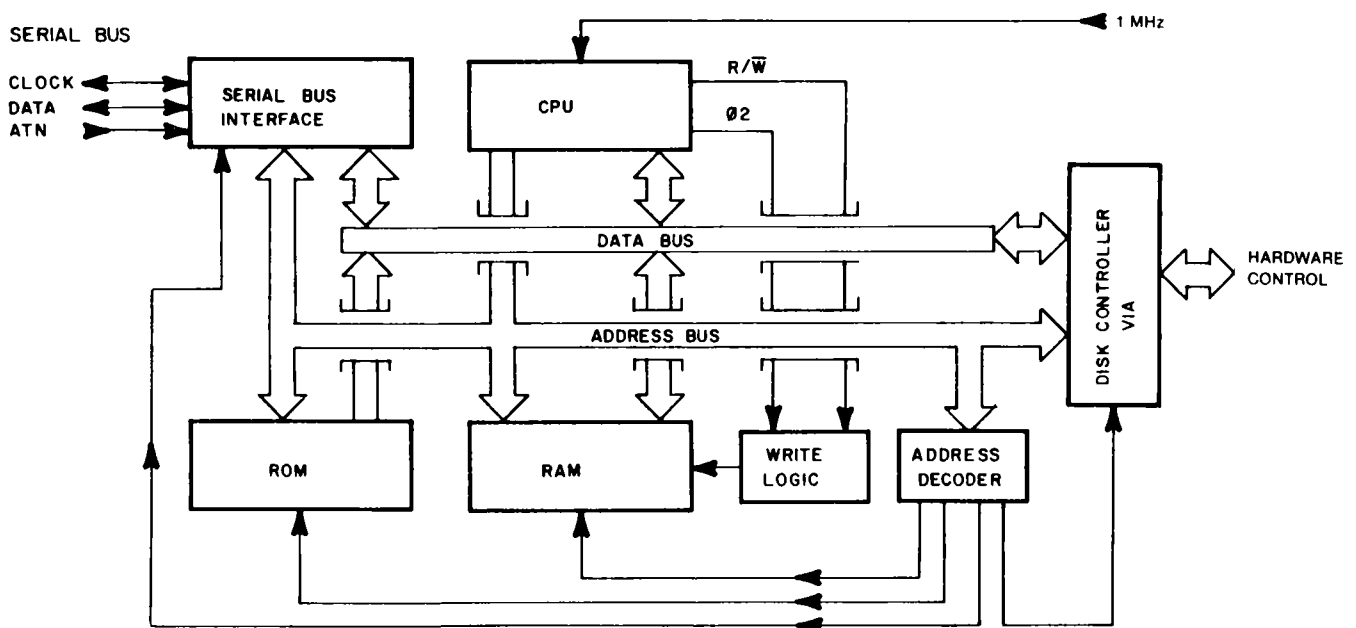 SERIAL BUS
CLOCK
DATA
ATN
SERIAL BUS
INTERFACE
CPU
R/W̅
Ø2
1 MHz
DATA BUS
ADDRESS BUS
DISK CONTROLLER
VIA
HARDWARE
CONTROL
ROM
RAM
WRITE
LOGIC
ADDRESS
DECODER